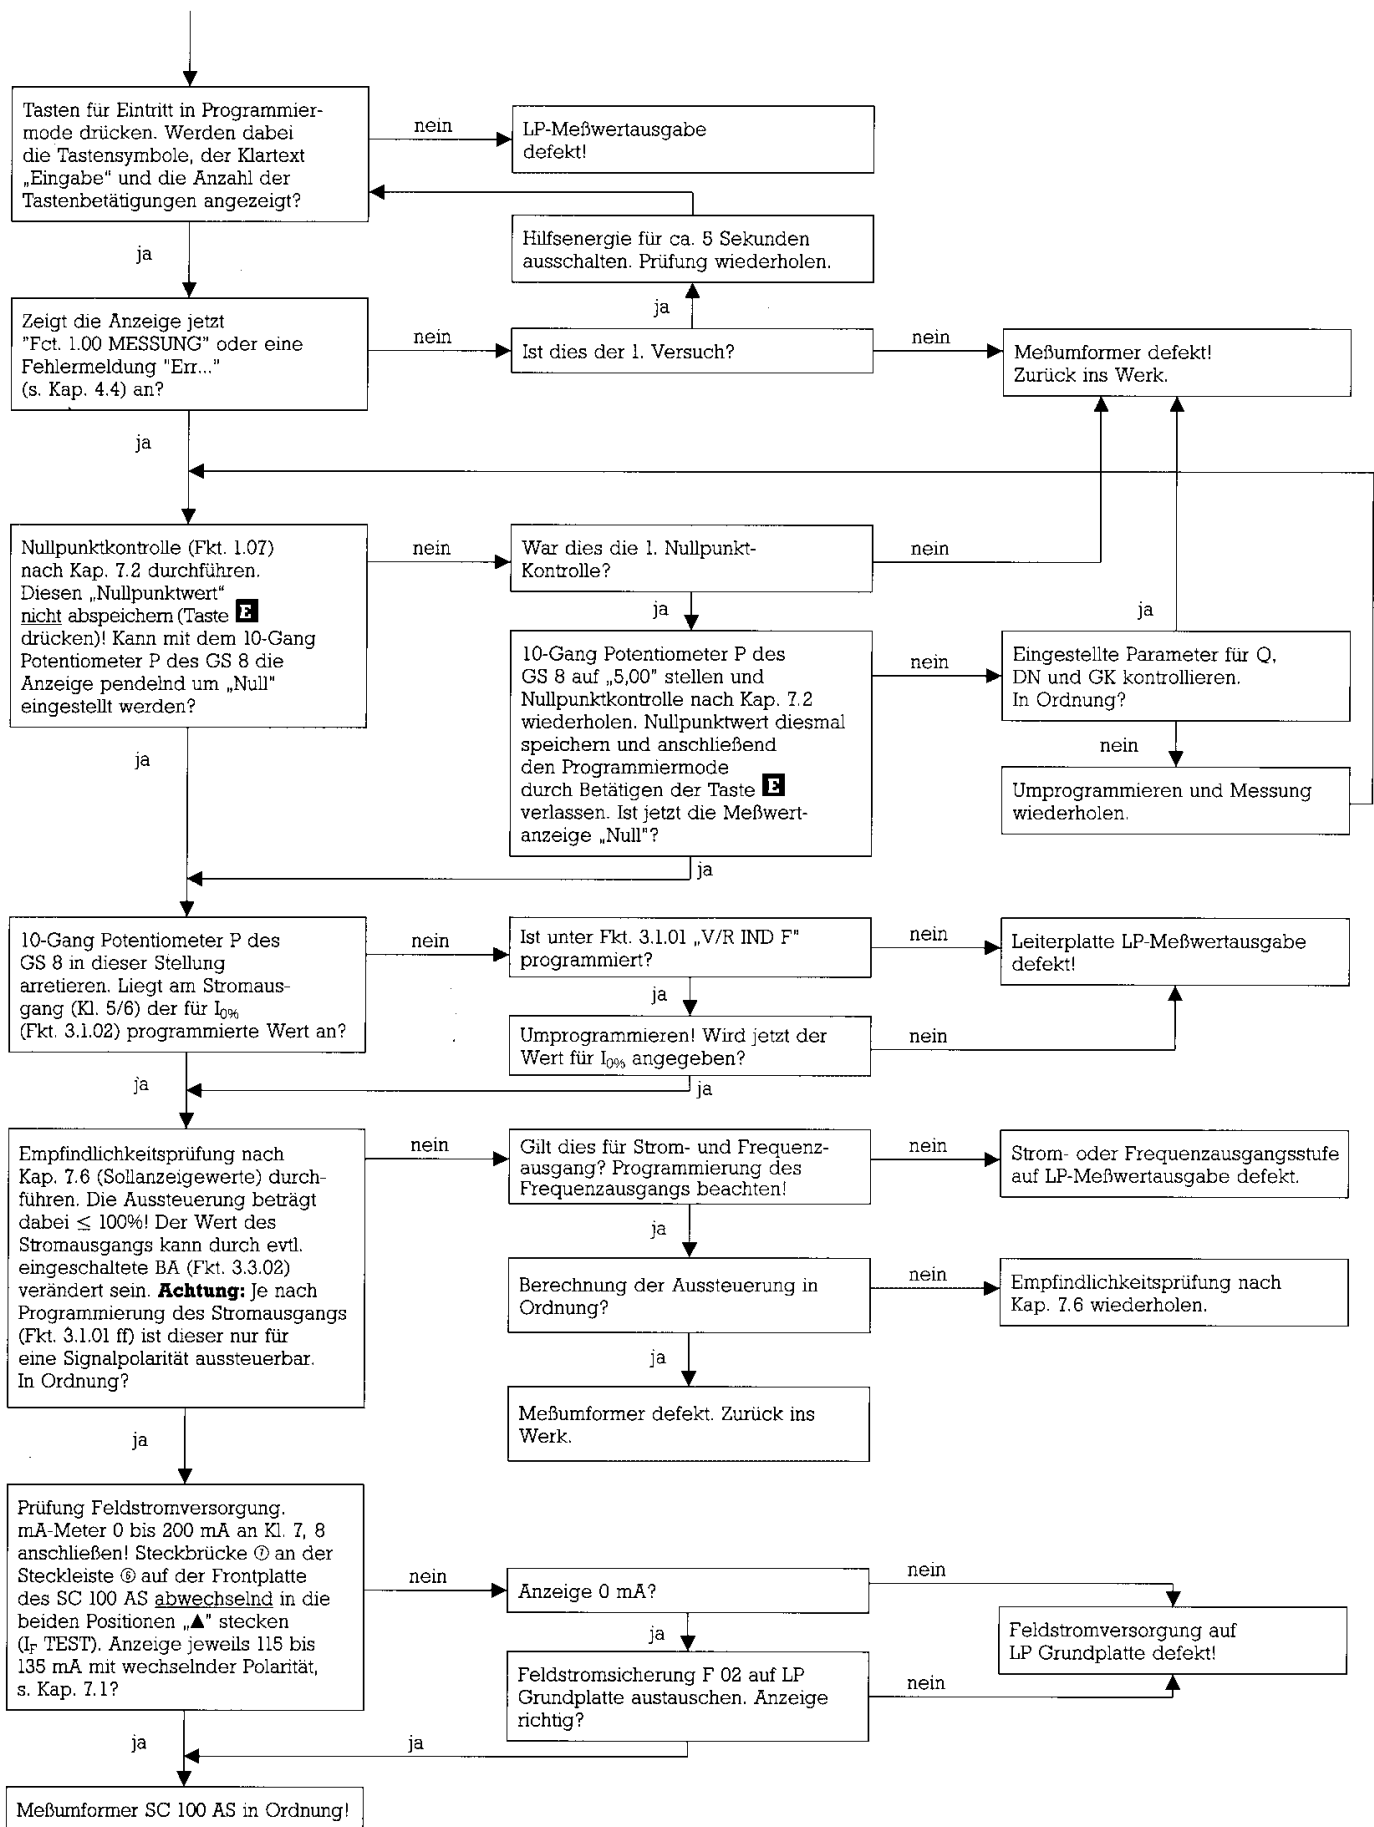 Tasten für Eintritt in Programmier-
mode drücken. Werden dabei
die Tastensymbole, der Klartext
„Eingabe" und die Anzahl der
Tastenbetätigungen angezeigt?
nein
LP-Meßwertausgabe
defekt!
ja
Hilfsenergie für ca. 5 Sekunden
ausschalten. Prüfung wiederholen.
ja
Zeigt die Anzeige jetzt
"Fct. 1.00 MESSUNG" oder eine
Fehlermeldung "Err..."
(s. Kap. 4.4) an?
nein
Ist dies der 1. Versuch?
nein
Meßumformer defekt!
Zurück ins Werk.
ja
Nullpunktkontrolle (Fkt. 1.07)
nach Kap. 7.2 durchführen.
Diesen „Nullpunktwert"
nicht abspeichern (Taste E
drücken)! Kann mit dem 10-Gang
Potentiometer P des GS 8 die
Anzeige pendelnd um „Null"
eingestellt werden?
nein
War dies die 1. Nullpunkt-
Kontrolle?
nein
ja
ja
10-Gang Potentiometer P des
GS 8 auf „5,00" stellen und
Nullpunktkontrolle nach Kap. 7.2
wiederholen. Nullpunktwert diesmal
speichern und anschließend
den Programmiermode
durch Betätigen der Taste E
verlassen. Ist jetzt die Meßwert-
anzeige „Null"?
nein
Eingestellte Parameter für Q,
DN und GK kontrollieren.
In Ordnung?
nein
Umprogrammieren und Messung
wiederholen.
ja
ja
10-Gang Potentiometer P des
GS 8 in dieser Stellung
arretieren. Liegt am Stromaus-
gang (Kl. 5/6) der für I0%
(Fkt. 3.1.02) programmierte Wert an?
nein
Ist unter Fkt. 3.1.01 „V/R IND F"
programmiert?
nein
Leiterplatte LP-Meßwertausgabe
defekt!
ja
Umprogrammieren! Wird jetzt der
Wert für I0% angegeben?
nein
ja
ja
Empfindlichkeitsprüfung nach
Kap. 7.6 (Sollanzeigewerte) durch-
führen. Die Aussteuerung beträgt
dabei ≤ 100%! Der Wert des
Stromausgangs kann durch evtl.
eingeschaltete BA (Fkt. 3.3.02)
verändert sein. Achtung: Je nach
Programmierung des Stromausgangs
(Fkt. 3.1.01 ff) ist dieser nur für
eine Signalpolarität aussteuerbar.
In Ordnung?
nein
Gilt dies für Strom- und Frequenz-
ausgang? Programmierung des
Frequenzausgangs beachten!
nein
Strom- oder Frequenzausgangsstufe
auf LP-Meßwertausgabe defekt.
ja
Berechnung der Aussteuerung in
Ordnung?
nein
Empfindlichkeitsprüfung nach
Kap. 7.6 wiederholen.
ja
Meßumformer defekt. Zurück ins
Werk.
ja
Prüfung Feldstromversorgung.
mA-Meter 0 bis 200 mA an Kl. 7, 8
anschließen! Steckbrücke ⑦ an der
Steckleiste ⑥ auf der Frontplatte
des SC 100 AS abwechselnd in die
beiden Positionen „▲" stecken
(IF TEST). Anzeige jeweils 115 bis
135 mA mit wechselnder Polarität,
s. Kap. 7.1?
nein
Anzeige 0 mA?
nein
Feldstromversorgung auf
LP Grundplatte defekt!
ja
Feldstromsicherung F 02 auf LP
Grundplatte austauschen. Anzeige
richtig?
nein
ja
ja
Meßumformer SC 100 AS in Ordnung!